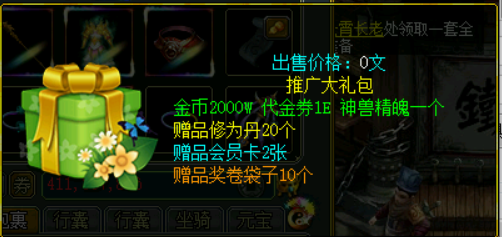 霄长老处领取一套全
备
出售价格：0文
推广大礼包
金币2000W 代金券1E 神兽精魄一个
赠品修为丹20个
赠品会员卡2张
赠品奖卷袋子10个
券 411,
包裹 行囊 行囊 坐骑 元宝